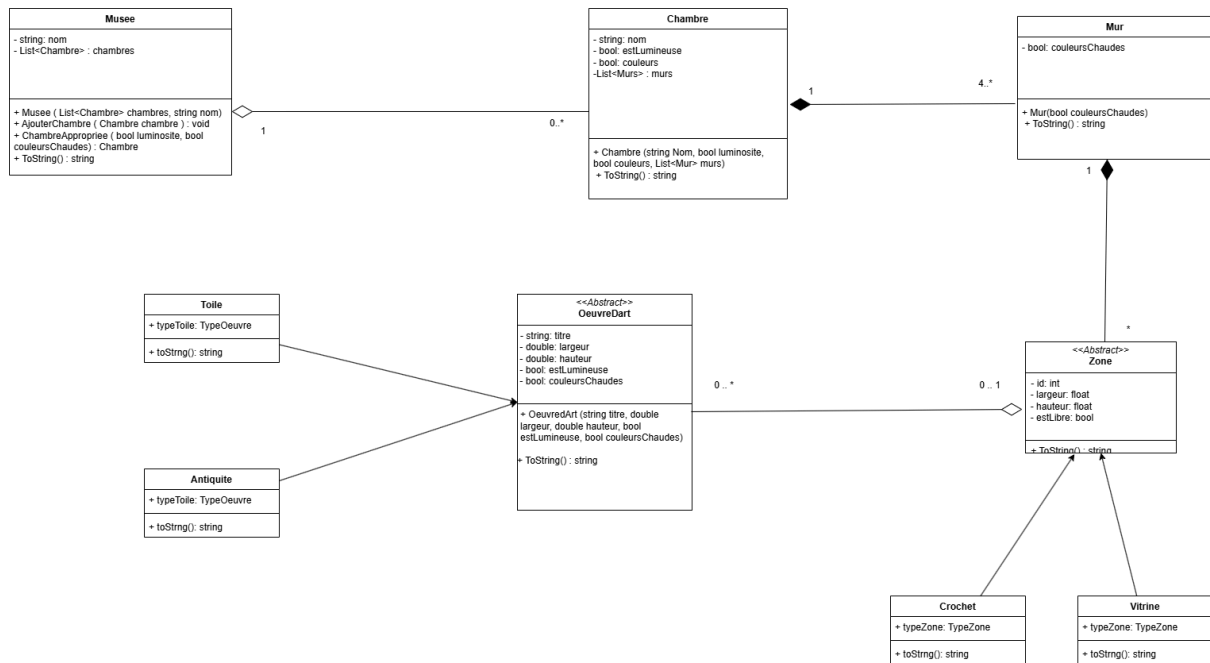 Musee
- string: nom
- List<Chambre> : chambres
+ Musee ( List<Chambre> chambres, string nom)
+ AjouterChambre ( Chambre chambre ) : void
+ ChambreAppropriee ( bool luminosite, bool
couleursChaudes) : Chambre
+ ToString() : string
1
0..*
Chambre
- string: nom
- bool: estLumineuse
- bool: couleurs
-List<Murs> : murs
+ Chambre (string Nom, bool luminosite,
bool couleurs, List<Mur> murs)
+ ToString() : string
1
4..*
Mur
- bool: couleursChaudes
+ Mur(bool couleursChaudes)
+ ToString() : string
1
*
Toile
+ typeToile: TypeOeuvre
+ toStrng(): string
Antiquite
+ typeToile: TypeOeuvre
+ toStrng(): string
<<Abstract>>
OeuvreDart
- string: titre
- double: largeur
- double: hauteur
- bool: estLumineuse
- bool: couleursChaudes
+ OeuvredArt (string titre, double
largeur, double hauteur, bool
estLumineuse, bool couleursChaudes)
+ ToString() : string
0 .. *
0 .. 1
<<Abstract>>
Zone
- id: int
- largeur: float
- hauteur: float
- estLibre: bool
+ ToString() : string
Crochet
+ typeZone: TypeZone
+ toStrng(): string
Vitrine
+ typeZone: TypeZone
+ toStrng(): string